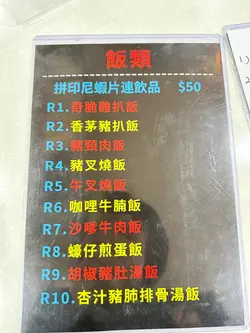 飯類
拼印尼蝦片連飲品 $50
R1.奇脆雞扒飯
R2.香茅豬扒飯
R3.豬頸肉飯
R4.豬叉燒飯
R5.牛叉燒飯
R6.咖哩牛腩飯
R7.沙嗲牛肉飯
R8.蠔仔煎蛋飯
R9.胡椒豬肚湯飯
R10.杏汁豬肺排骨湯飯